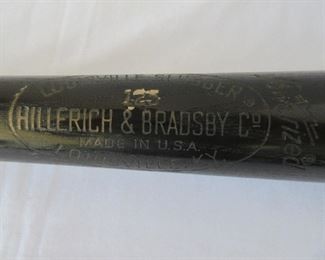 LOUISVILLE SLUGGER
125
HILLERICH & BRADSBY Cº
MADE IN U.S.A.
LOUISVILLE, KY.